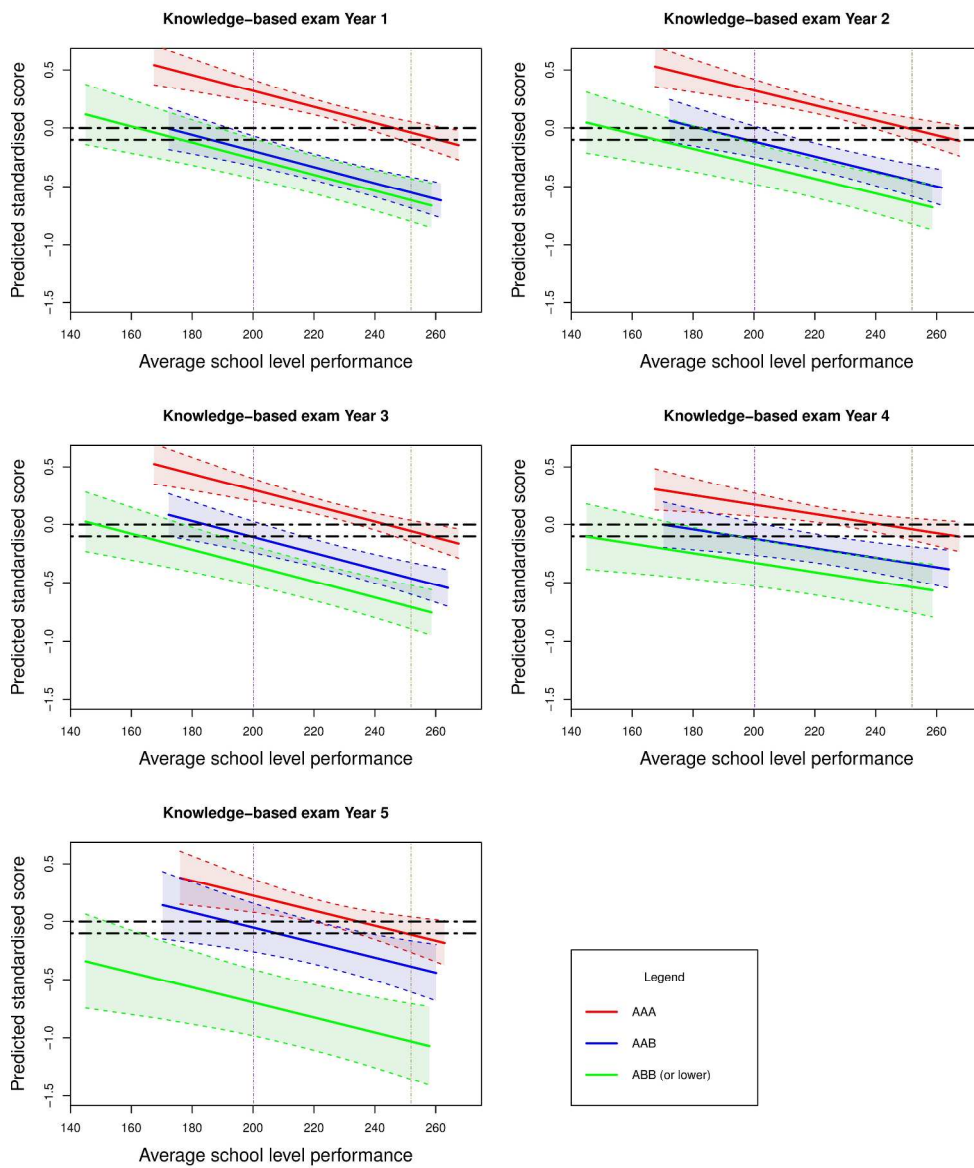 Knowledge−based exam Year 1
Predicted standardised score
0.5
0.0
−0.5
−1.0
−1.5
140 160 180 200 220 240 260
Average school level performance
Knowledge−based exam Year 2
Predicted standardised score
0.5
0.0
−0.5
−1.0
−1.5
140 160 180 200 220 240 260
Average school level performance
Knowledge−based exam Year 3
Predicted standardised score
0.5
0.0
−0.5
−1.0
−1.5
140 160 180 200 220 240 260
Average school level performance
Knowledge−based exam Year 4
Predicted standardised score
0.5
0.0
−0.5
−1.0
−1.5
140 160 180 200 220 240 260
Average school level performance
Knowledge−based exam Year 5
Predicted standardised score
0.5
0.0
−0.5
−1.0
−1.5
140 160 180 200 220 240 260
Average school level performance
Legend
AAA
AAB
ABB (or lower)